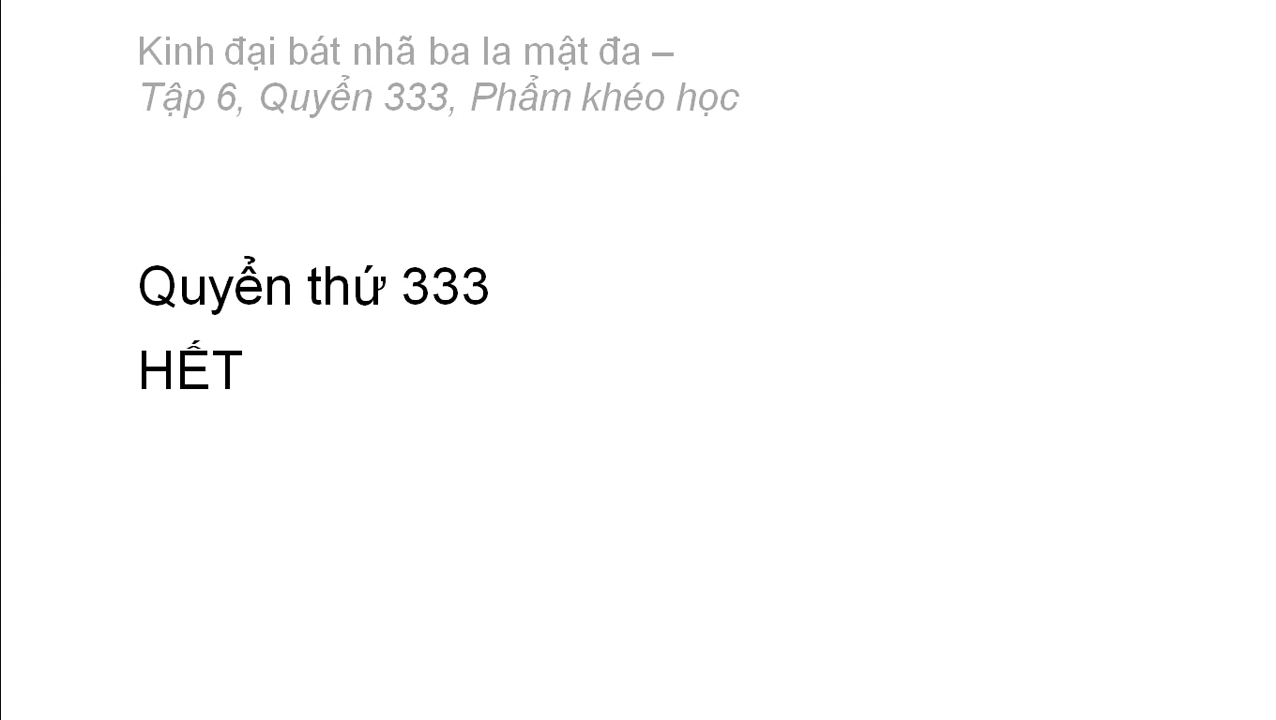 Kinh đại bát nhã ba la mật đa –
Tập 6, Quyển 333, Phẩm khéo học
Quyển thứ 333
HẾT